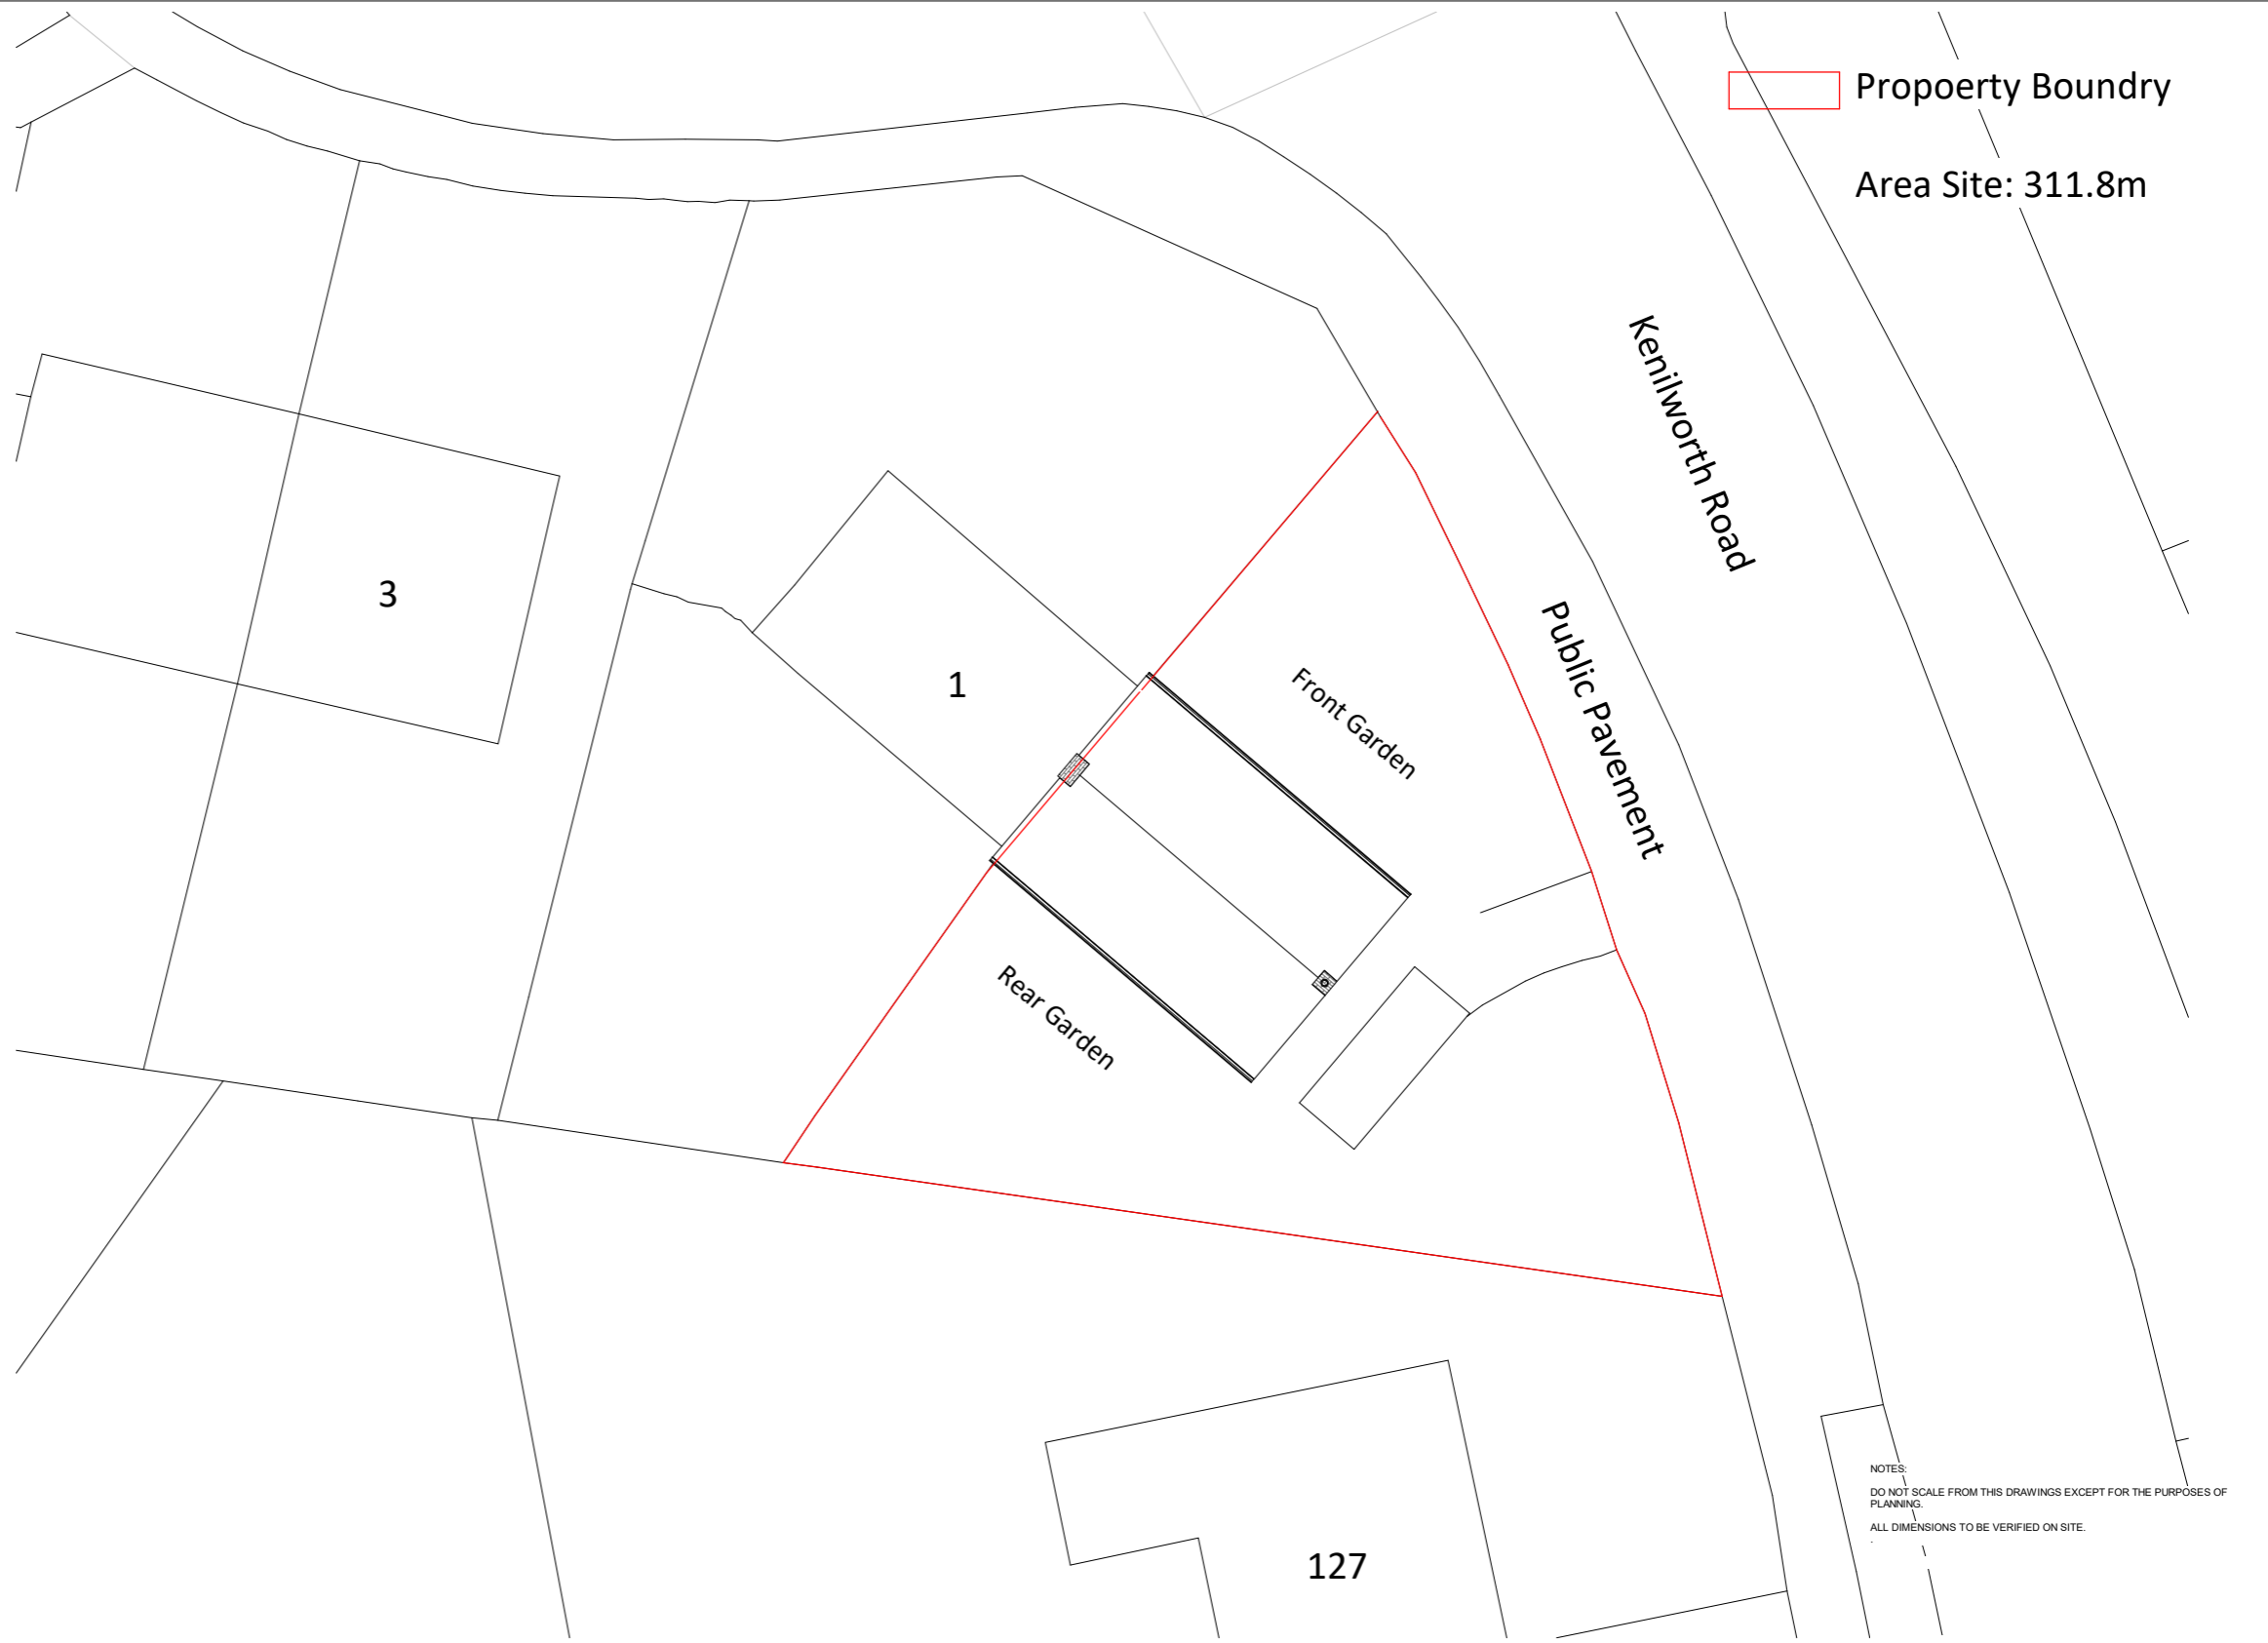 Propoerty Boundry
Area Site: 311.8m
Kenilworth Road
Public Pavement
3
1
Front Garden
Rear Garden
127
NOTES:
DO NOT SCALE FROM THIS DRAWINGS EXCEPT FOR THE PURPOSES OF
PLANNING.
ALL DIMENSIONS TO BE VERIFIED ON SITE.
.